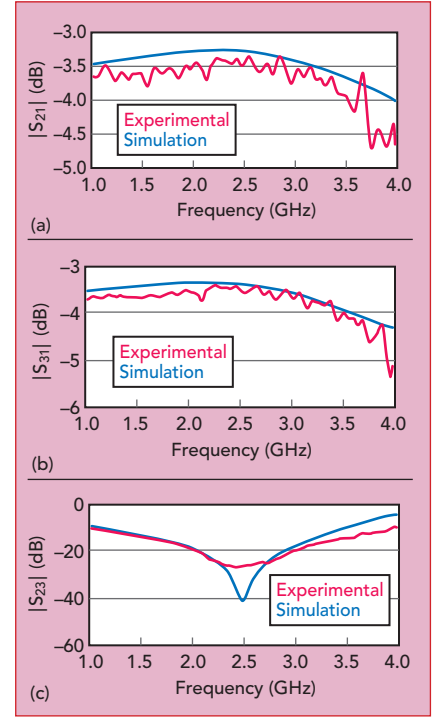 −3.0
−3.5
−4.0
−4.5
−5.0
|S21| (dB)
Experimental
Simulation
1.0 1.5 2.0 2.5 3.0 3.5 4.0
Frequency (GHz)
(a)
−3
−4
−5
−6
|S31| (dB)
Experimental
Simulation
1.0 1.5 2.0 2.5 3.0 3.5 4.0
Frequency (GHz)
(b)
0
−20
−40
−60
|S23| (dB)
Experimental
Simulation
1.0 1.5 2.0 2.5 3.0 3.5 4.0
Frequency (GHz)
(c)